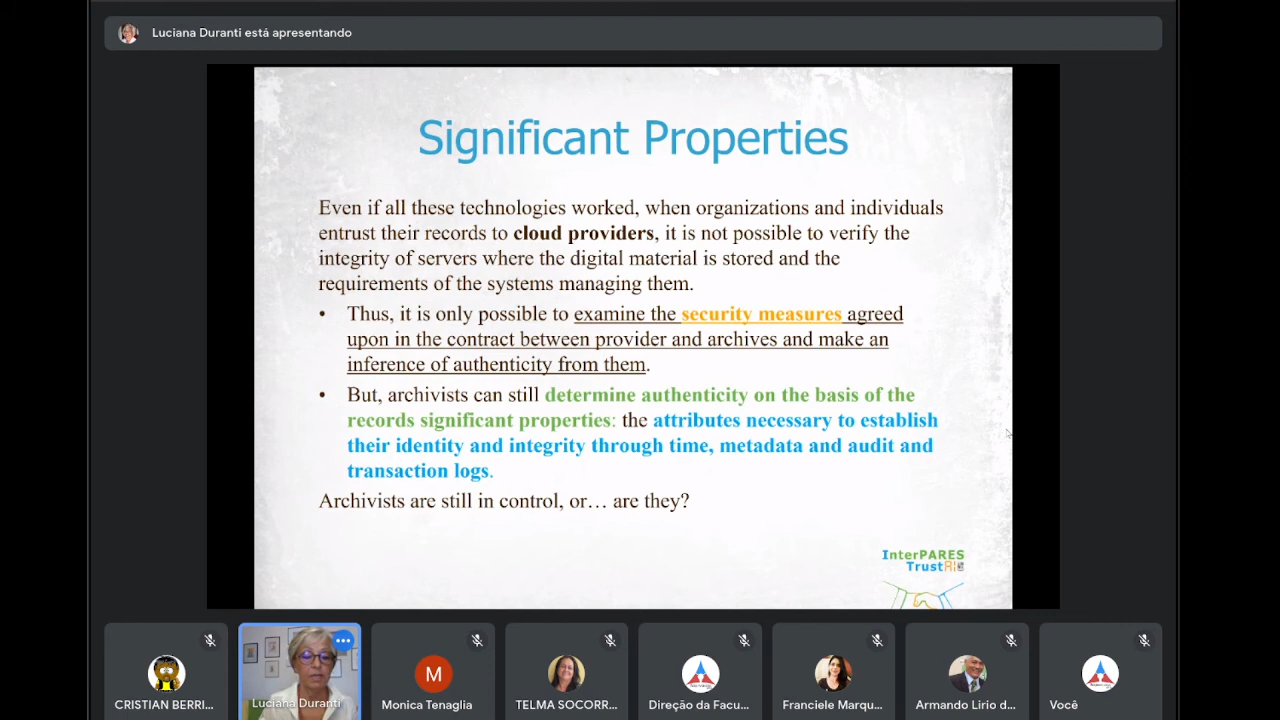 Luciana Duranti está apresentando
Significant Properties
Even if all these technologies worked, when organizations and individuals
entrust their records to cloud providers, it is not possible to verify the
integrity of servers where the digital material is stored and the
requirements of the systems managing them.
• Thus, it is only possible to examine the security measures agreed
upon in the contract between provider and archives and make an
inference of authenticity from them.
• But, archivists can still determine authenticity on the basis of the
records significant properties: the attributes necessary to establish
their identity and integrity through time, metadata and audit and
transaction logs.
Archivists are still in control, or… are they?
InterPARES
Trust
M
CRISTIAN BERRI...
Luciana Duranti
Monica Tenaglia
TELMA SOCORR...
Direção da Facu...
Franciele Marqu...
Armando Lirio d...
Você